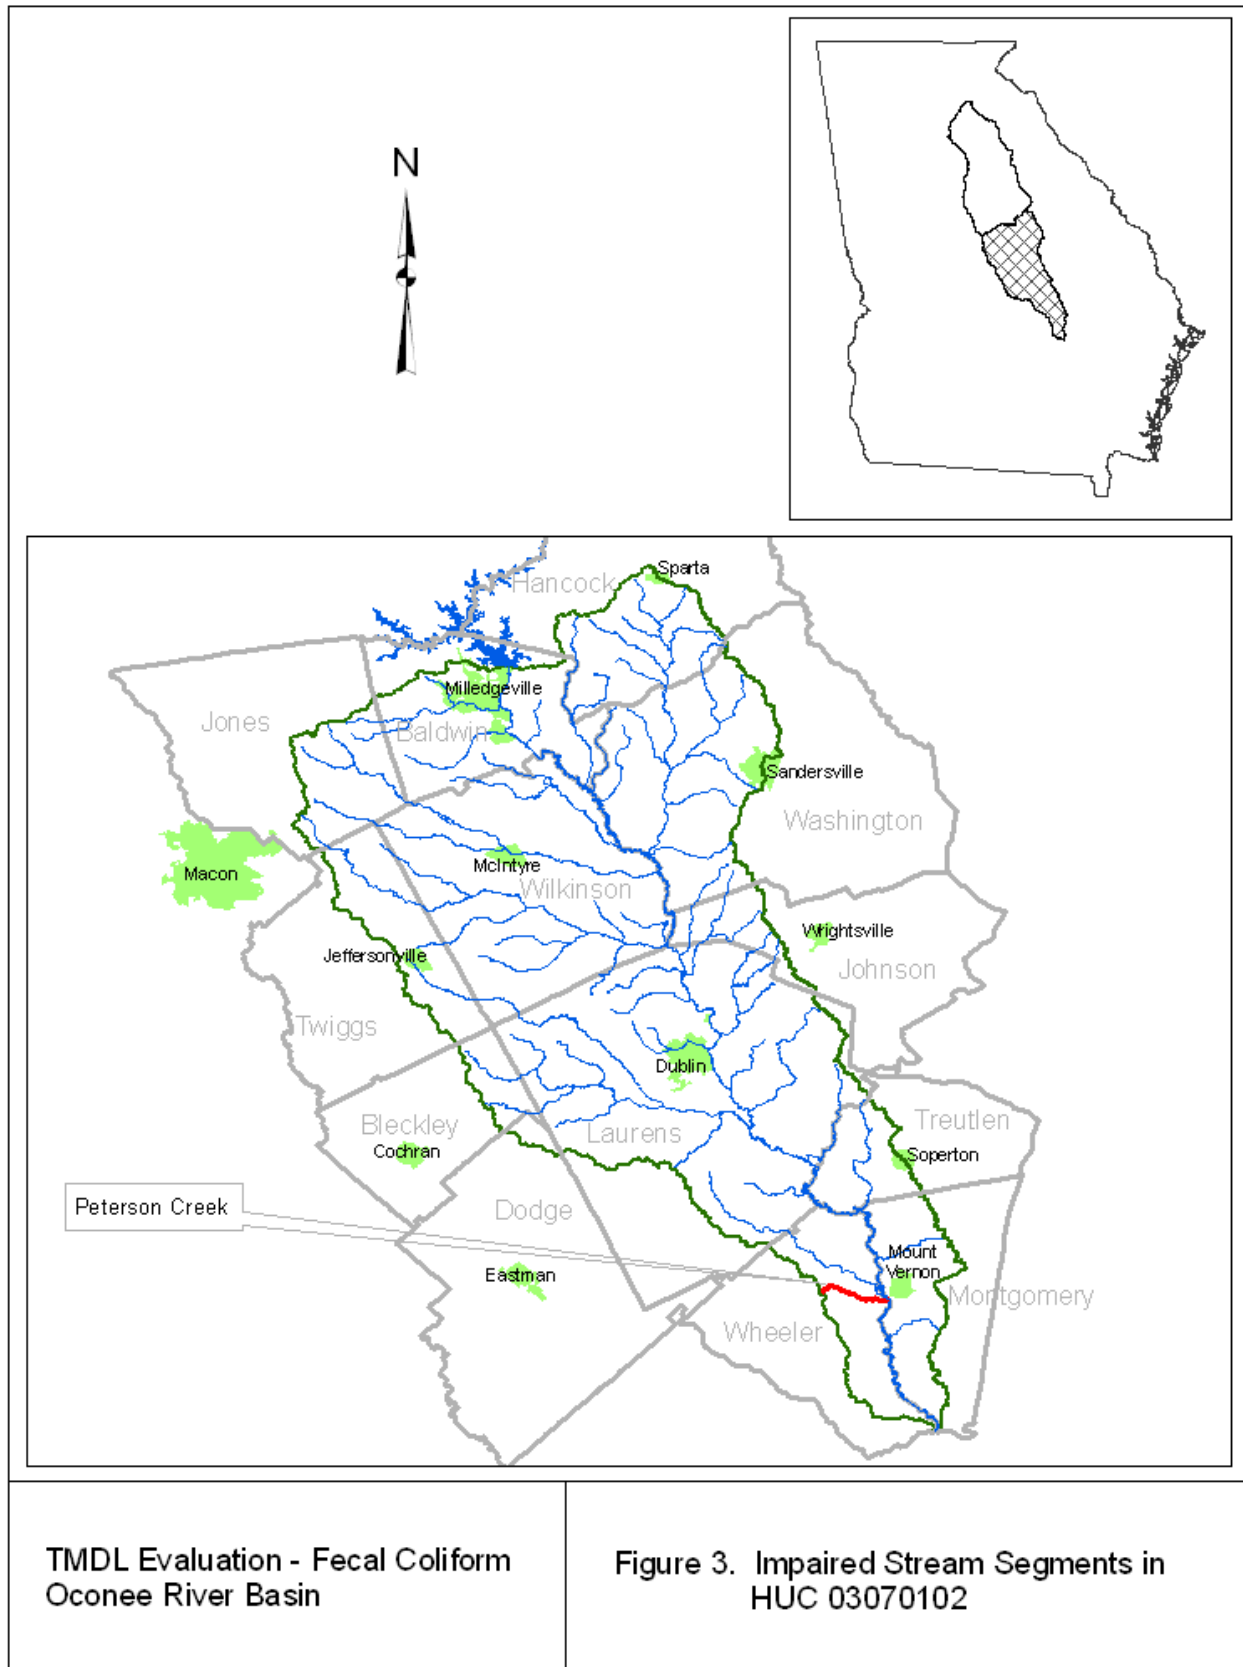 N
Sparta
Hancock
Milledgeville
Jones
Baldwin
Sandersville
Washington
McIntyre
Macon
Wilkinson
Wrightsville
Jeffersonville
Johnson
Twiggs
Dublin
Bleckley
Laurens
Treutlen
Cochran
Soperton
Peterson Creek
Dodge
Mount
Vernon
Eastman
Montgomery
Wheeler
TMDL Evaluation - Fecal Coliform
Oconee River Basin
Figure 3. Impaired Stream Segments in
HUC 03070102